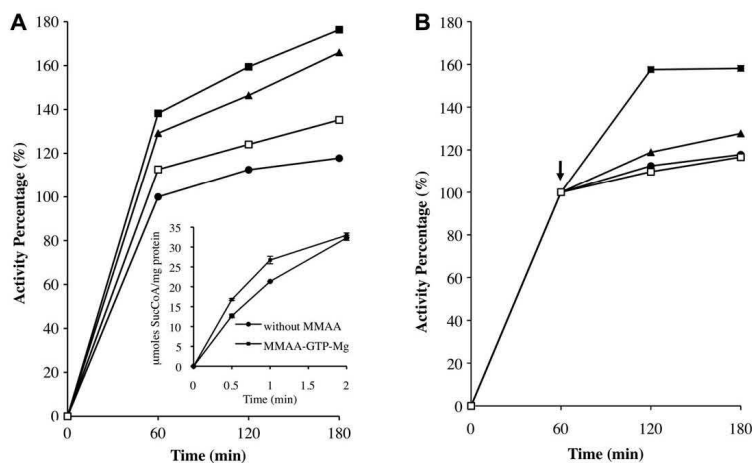 A
180
160
140
120
100
80
60
40
20
0
Activity Percentage (%)
0 60 120 180
Time (min)
35
30
25
20
15
10
5
0
µmoles SucCoA/mg protein
without MMAA
MMAA-GTP-Mg
0 0.5 1 2
Time (min)
B
180
160
140
120
100
80
60
40
20
0
Activity Percentage (%)
0 60 120 180
Time (min)